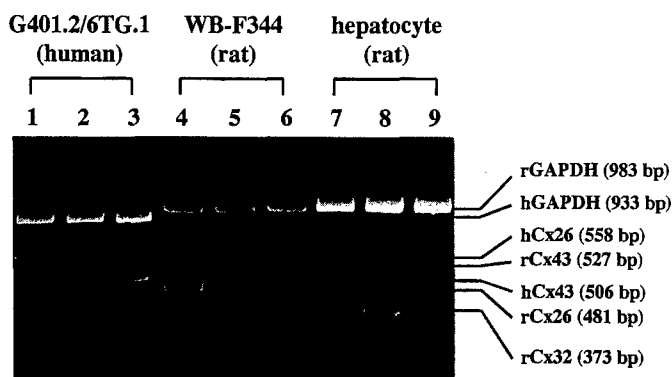 G401.2/6TG.1 WB-F344 hepatocyte
(human) (rat) (rat)
1 2 3 4 5 6 7 8 9
rGAPDH (983 bp)
hGAPDH (933 bp)
hCx26 (558 bp)
rCx43 (527 bp)
hCx43 (506 bp)
rCx26 (481 bp)
rCx32 (373 bp)